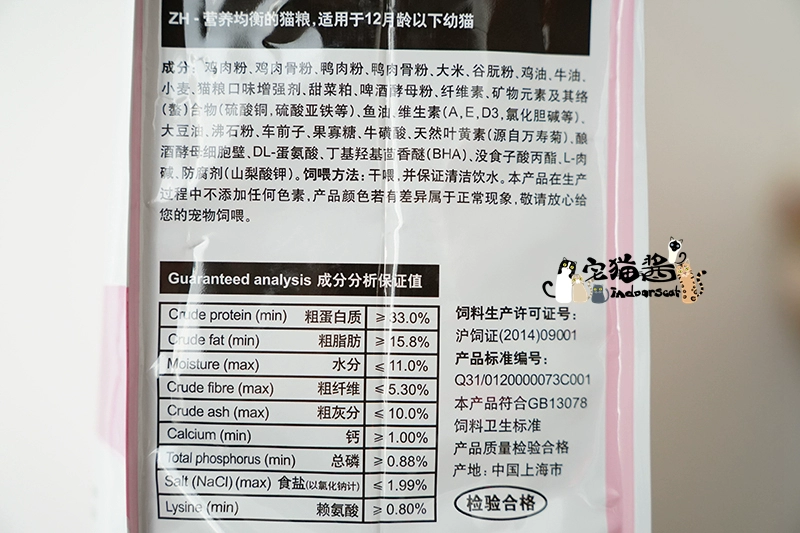 ZH - 营养均衡的猫粮,适用于12月龄以下幼猫
成分: 鸡肉粉、鸡肉骨粉、鸭肉粉、鸭肉骨粉、大米、谷朊粉、鸡油、牛油、
小麦、猫粮口味增强剂、甜菜粕、啤酒酵母粉、纤维素、矿物元素及其络
(螯)合物(硫酸铜,硫酸亚铁等)、鱼油、维生素(A,E,D3,氯化胆碱等)、
大豆油、沸石粉、车前子、果寡糖、牛磺酸、天然叶黄素(源自万寿菊)、酿
酒酵母细胞壁、DL-蛋氨酸、丁基羟基茴香醚(BHA)、没食子酸丙酯、L-肉
碱、防腐剂(山梨酸钾)。饲喂方法: 干喂,并保证清洁饮水。本产品在生产
过程中不添加任何色素,产品颜色若有差异属于正常现象,敬请放心给
您的宠物饲喂。
Guaranteed analysis 成分分析保证值
Crude protein (min) 粗蛋白质 ≥ 33.0%
Crude fat (min) 粗脂肪 ≥ 15.8%
Moisture (max) 水分 ≤ 11.0%
Crude fibre (max) 粗纤维 ≤ 5.30%
Crude ash (max) 粗灰分 ≤ 10.0%
Calcium (min) 钙 ≥ 1.00%
Total phosphorus (min) 总磷 ≥ 0.88%
Salt (NaCl) (max) 食盐(以氯化钠计) ≤ 1.99%
Lysine (min) 赖氨酸 ≥ 0.80%
它猫酱
indoorscat
饲料生产许可证号:
沪饲证(2014)09001
产品标准编号:
Q31/0120000073C001
本产品符合GB13078
饲料卫生标准
产品质量检验合格
产地: 中国上海市
检验合格